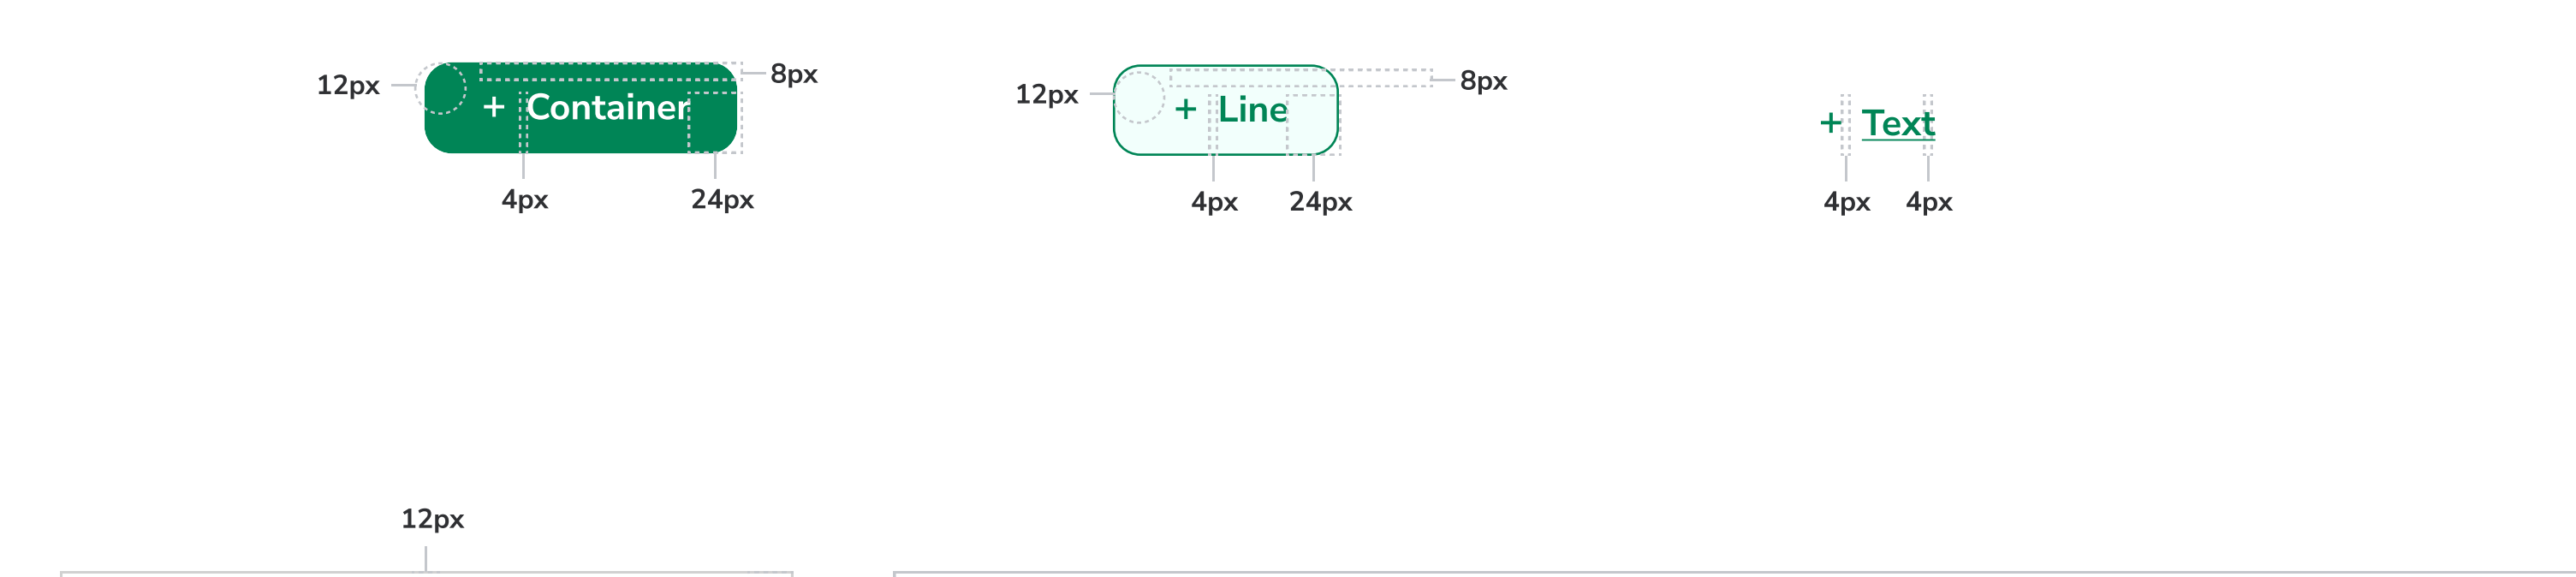 12px
+ Container
8px
4px
24px
12px
+ Line
8px
4px
24px
+ Text
4px
4px
12px